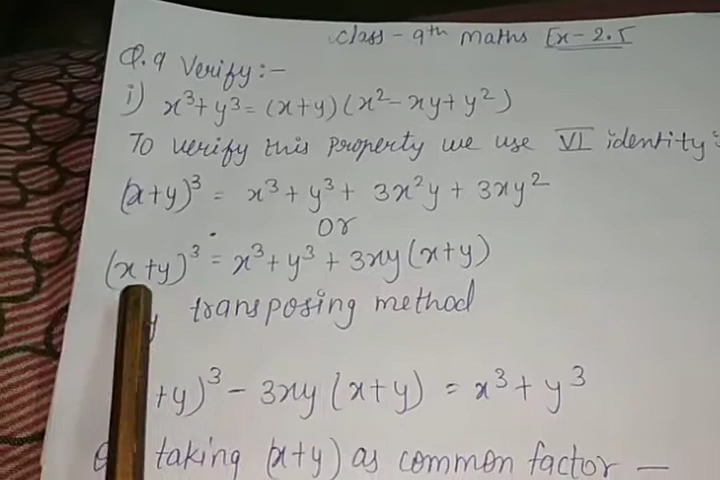 class - 9th maths Ex - 2.5
Q.9 Verify :-
i) x³ + y³ = (x+y) (x² - xy + y²)
To verify this property we use VI identity:
(x+y)³ = x³ + y³ + 3x²y + 3xy²
or
(x+y)³ = x³ + y³ + 3xy (x+y)
transposing method
+y)³ - 3xy (x+y) = x³ + y³
taking (x+y) as common factor —